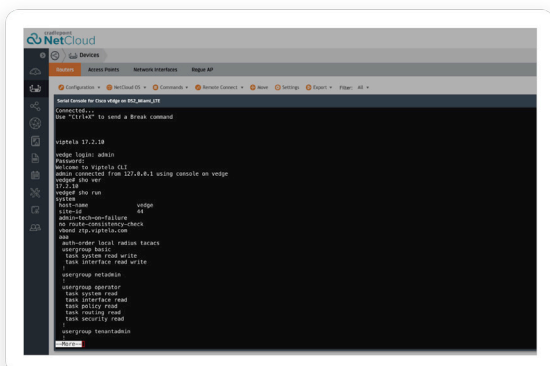 cradlepoint
NetCloud
Devices
Routers Access Points Network Interfaces Rogue AP
Configuration NetCloud OS Commands Remote Connect Move Settings Export Filter: All
Serial Console for Cisco vEdge on DS2_Miami_LTE
Connected...
Use "Ctrl+X" to send a Break command
viptela 17.2.10
vedge login: admin
Password:
Welcome to Viptela CLI
admin connected from 127.0.0.1 using console on vedge
vedge# sho ver
17.2.10
vedge# sho run
system
host-name vedge
site-id 44
admin-tech-on-failure
no route-consistency-check
vbond ztp.viptela.com
aaa
auth-order local radius tacacs
usergroup basic
task system read write
task interface read write
!
usergroup netadmin
!
usergroup operator
task system read
task interface read
task policy read
task routing read
task security read
!
usergroup tenantadmin
!
--More--